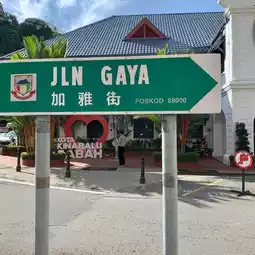 JLN GAYA
加雅街 POSKOD 88000
KOTA
KINABALU
SABAH